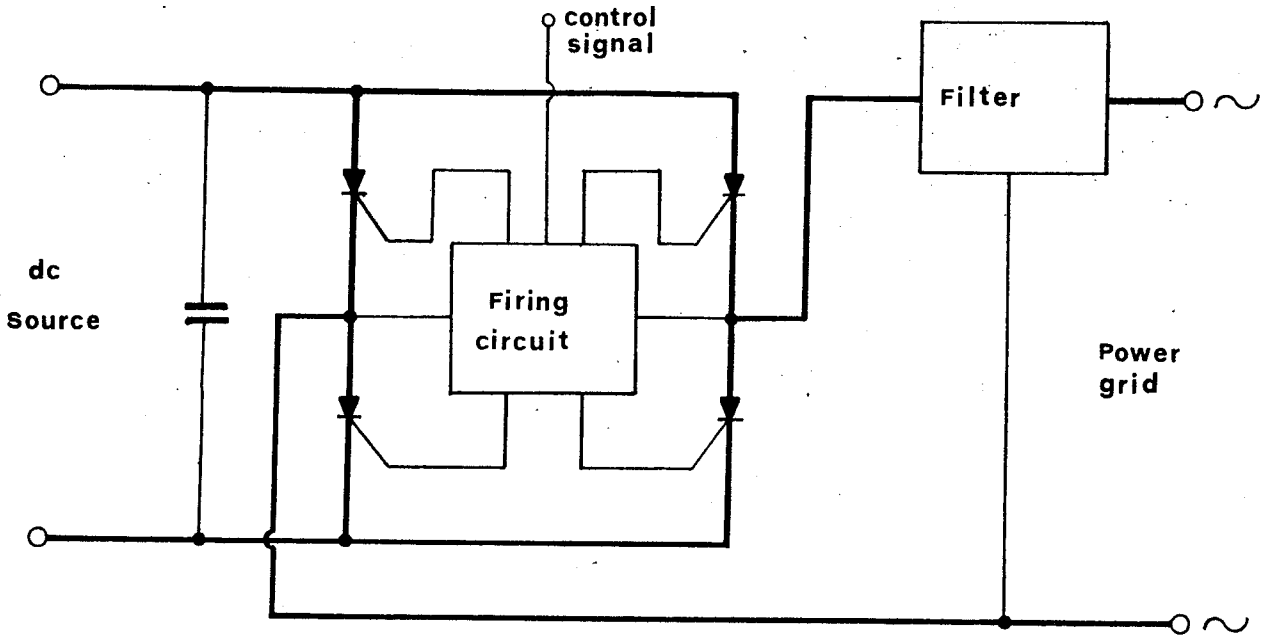 control
signal
Filter
dc
Source
Firing
circuit
Power
grid